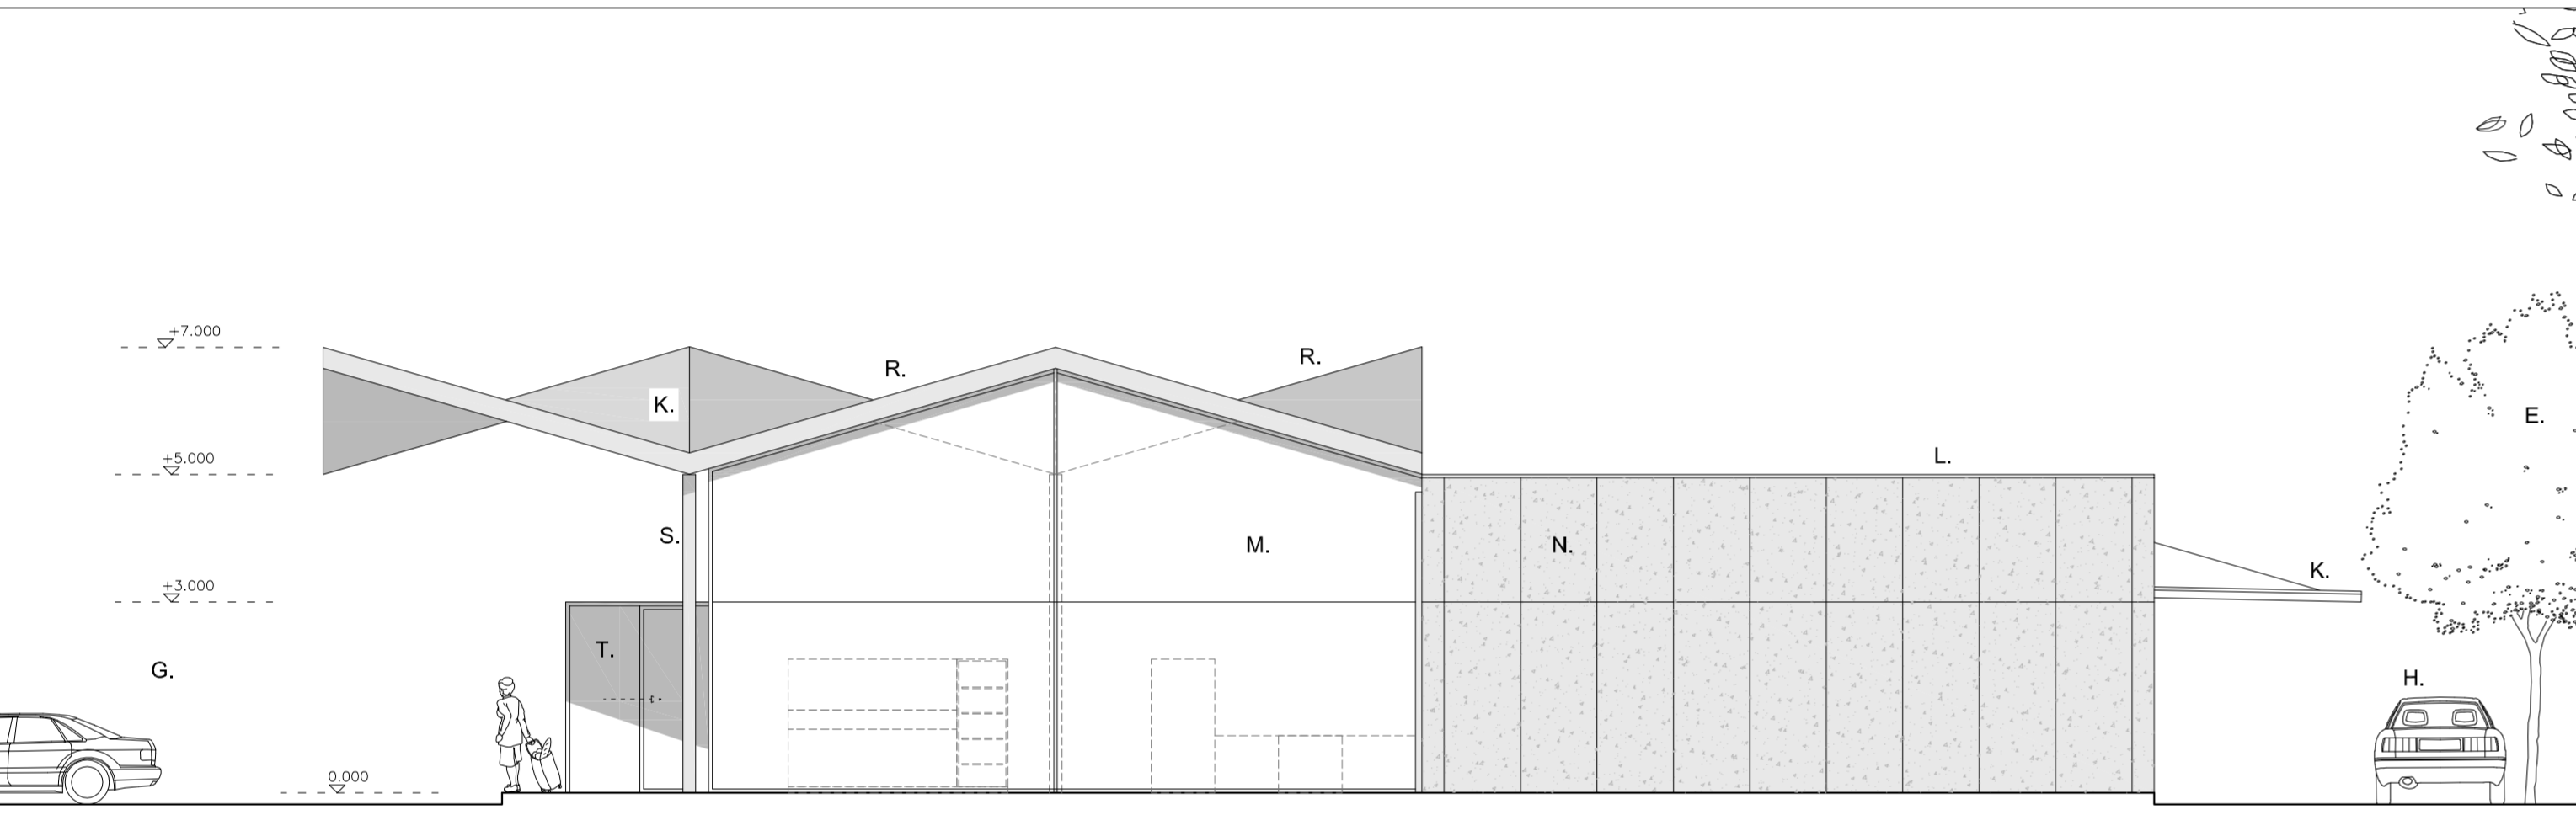 +7.000
R.
R.
K.
E.
+5.000
L.
S.
M.
N.
+3.000
K.
T.
G.
H.
0.000